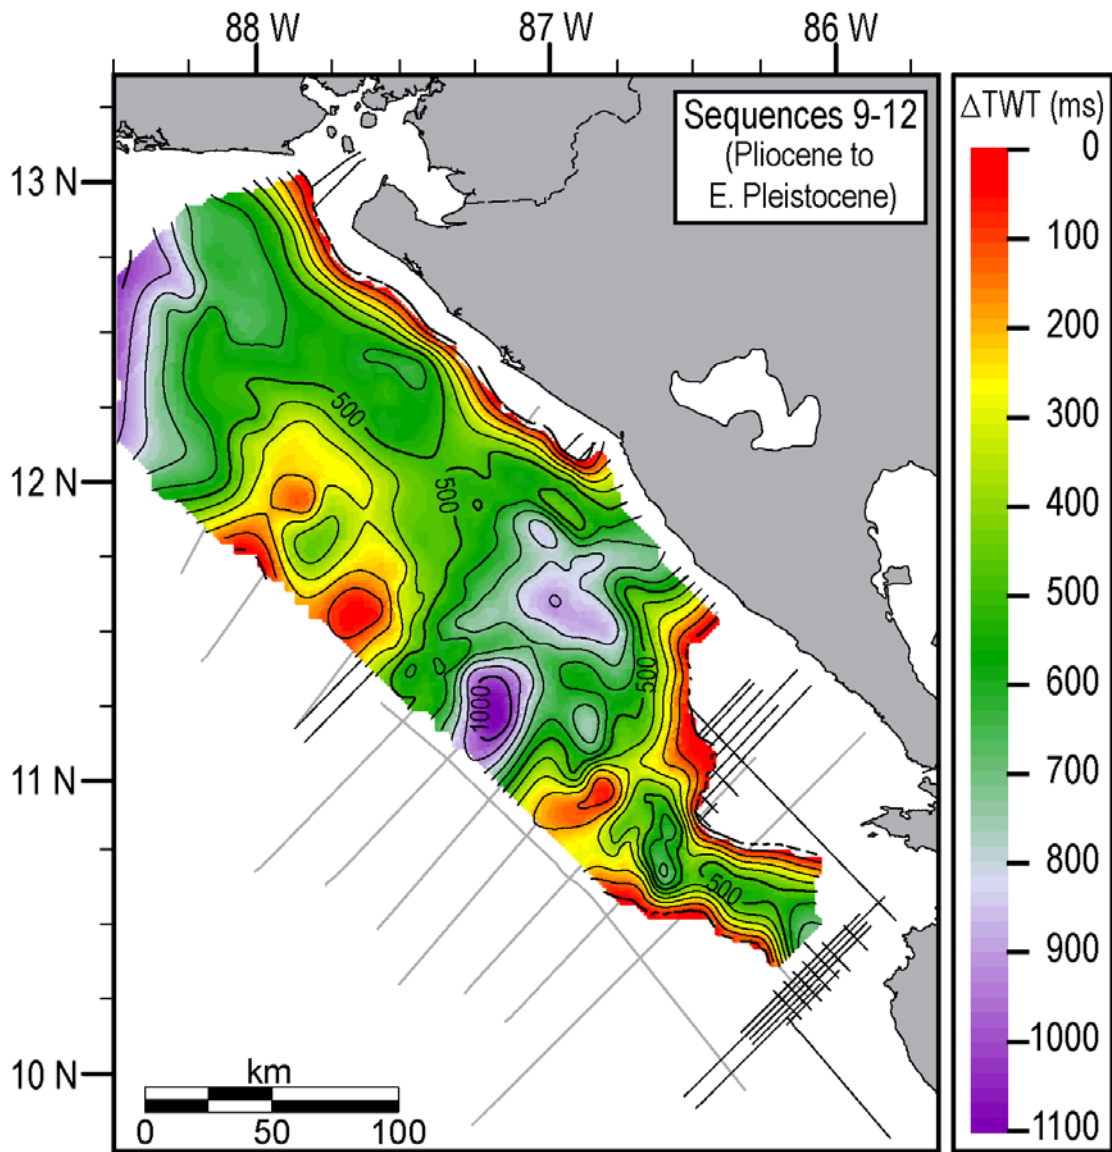 88 W 87 W 86 W
Sequences 9-12
(Pliocene to
E. Pleistocene)
ΔTWT (ms)
0
100
200
300
400
500
600
700
800
900
1000
1100
13 N
12 N
11 N
10 N
500
500
500
1000
500
km
0 50 100